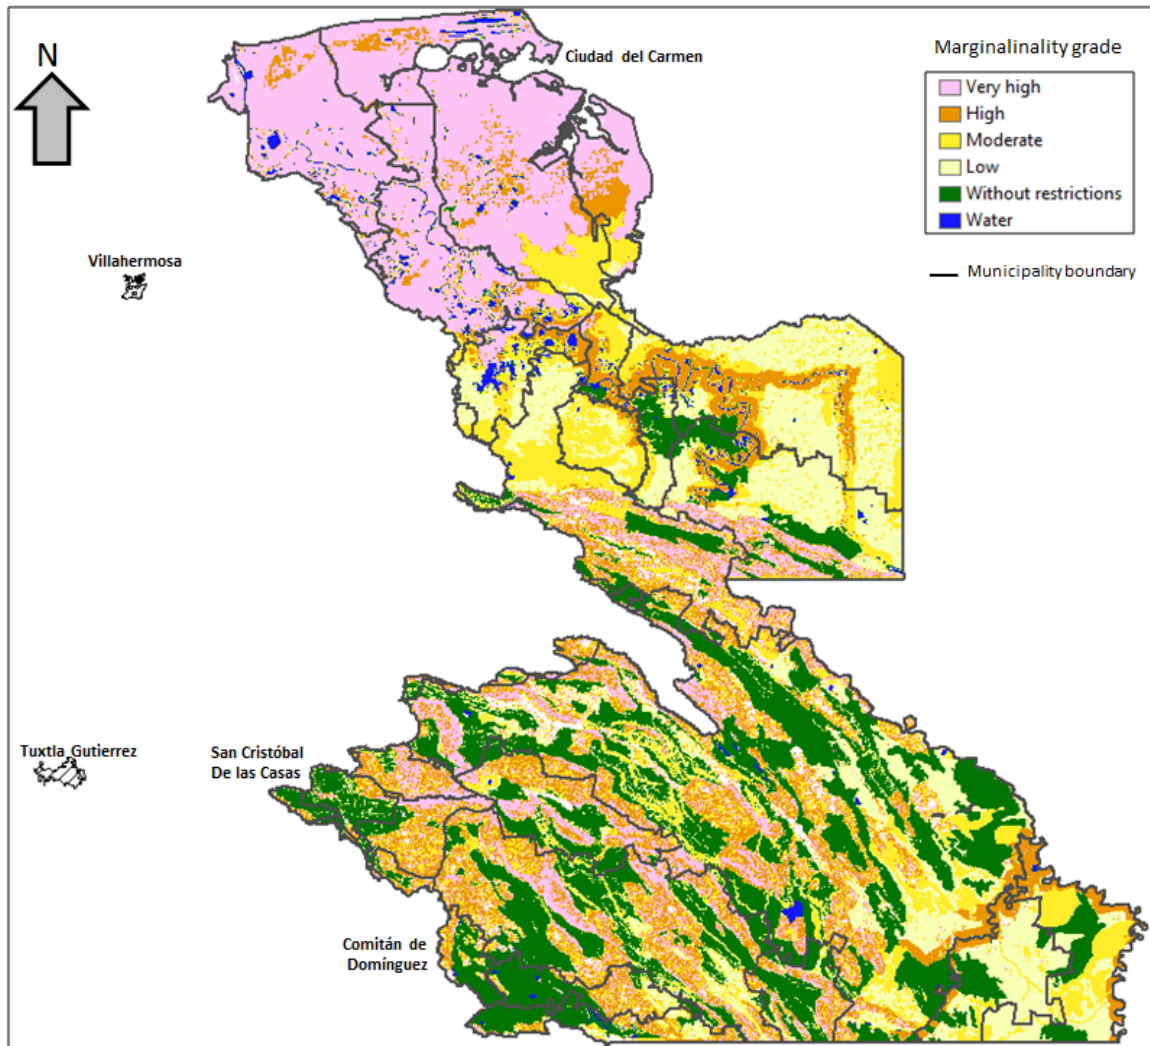 N
Ciudad del Carmen
Marginalinality grade
Very high
High
Moderate
Low
Without restrictions
Water
Municipality boundary
Villahermosa
Tuxtla Gutierrez
San Cristóbal
De las Casas
Comitán de
Domínguez